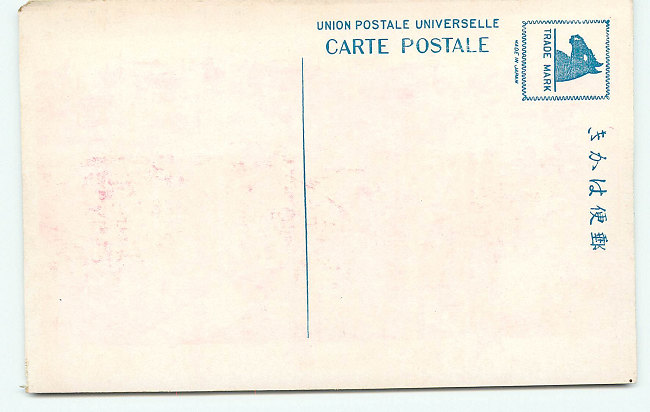 UNION POSTALE UNIVERSELLE
CARTE POSTALE
TRADE MARK
MADE IN JAPAN
郵便はかき